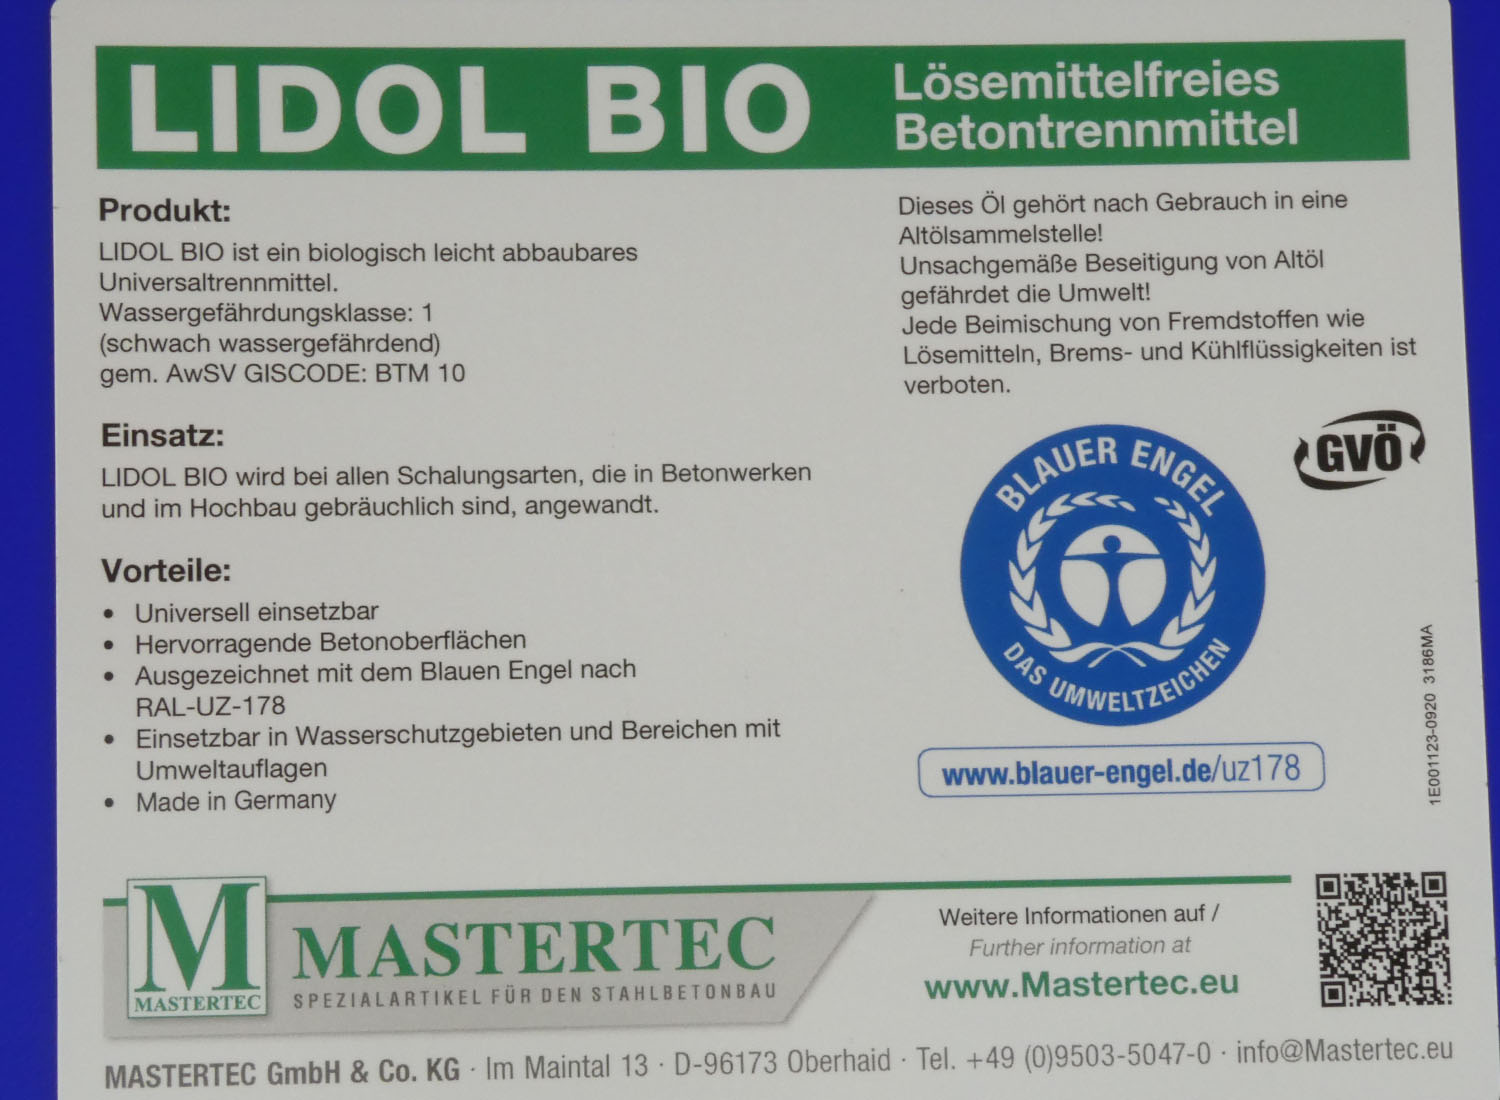 LIDOL BIO
Lösemittelfreies
Betontrennmittel
Produkt:
LIDOL BIO ist ein biologisch leicht abbaubares
Universaltrennmittel.
Wassergefährdungsklasse: 1
(schwach wassergefährdend)
gem. AwSV GISCODE: BTM 10
Einsatz:
LIDOL BIO wird bei allen Schalungsarten, die in Betonwerken
und im Hochbau gebräuchlich sind, angewandt.
Vorteile:
• Universell einsetzbar
• Hervorragende Betonoberflächen
• Ausgezeichnet mit dem Blauen Engel nach
RAL-UZ-178
• Einsetzbar in Wasserschutzgebieten und Bereichen mit
Umweltauflagen
• Made in Germany
Dieses Öl gehört nach Gebrauch in eine
Altölsammelstelle!
Unsachgemäße Beseitigung von Altöl
gefährdet die Umwelt!
Jede Beimischung von Fremdstoffen wie
Lösemitteln, Brems- und Kühlflüssigkeiten ist
verboten.
GVÖ
BLAUER ENGEL
DAS UMWELTZEICHEN
www.blauer-engel.de/uz178
1E001123-0920 3186MA
M
MASTERTEC
MASTERTEC
SPEZIALARTIKEL FÜR DEN STAHLBETONBAU
Weitere Informationen auf /
Further information at
www.Mastertec.eu
MASTERTEC GmbH & Co. KG · Im Maintal 13 · D-96173 Oberhaid · Tel. +49 (0)9503-5047-0 · info@Mastertec.eu